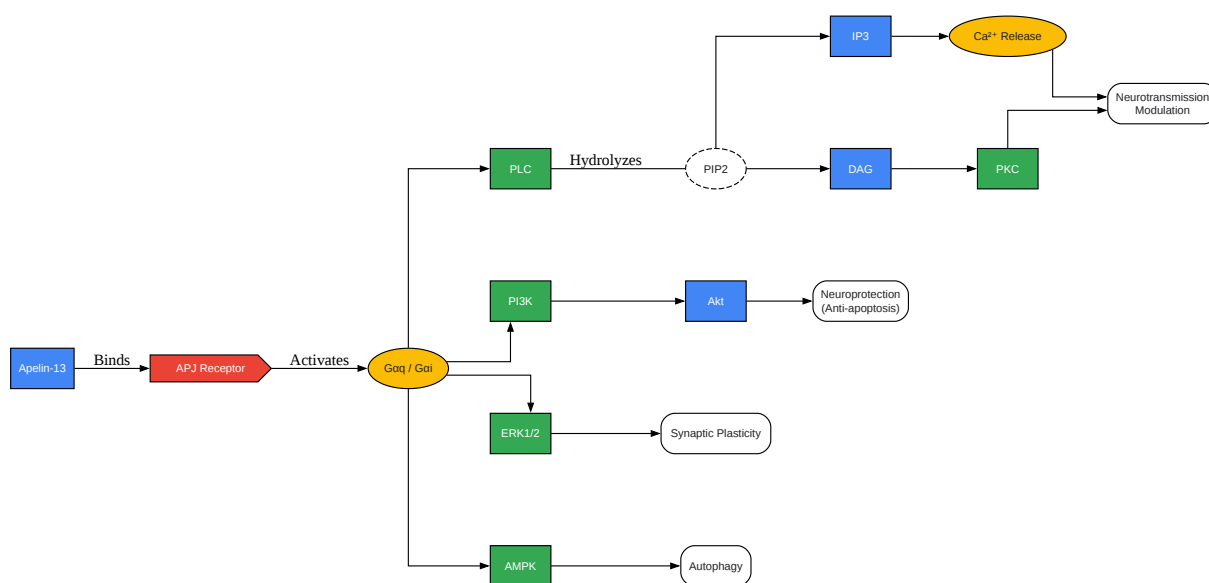 IP3
Ca²⁺ Release
Neurotransmission
Modulation
PLC
Hydrolyzes
PIP2
DAG
PKC
PI3K
Akt
Neuroprotection
(Anti-apoptosis)
Apelin-13
Binds
APJ Receptor
Activates
Gαq / Gαi
ERK1/2
Synaptic Plasticity
AMPK
Autophagy